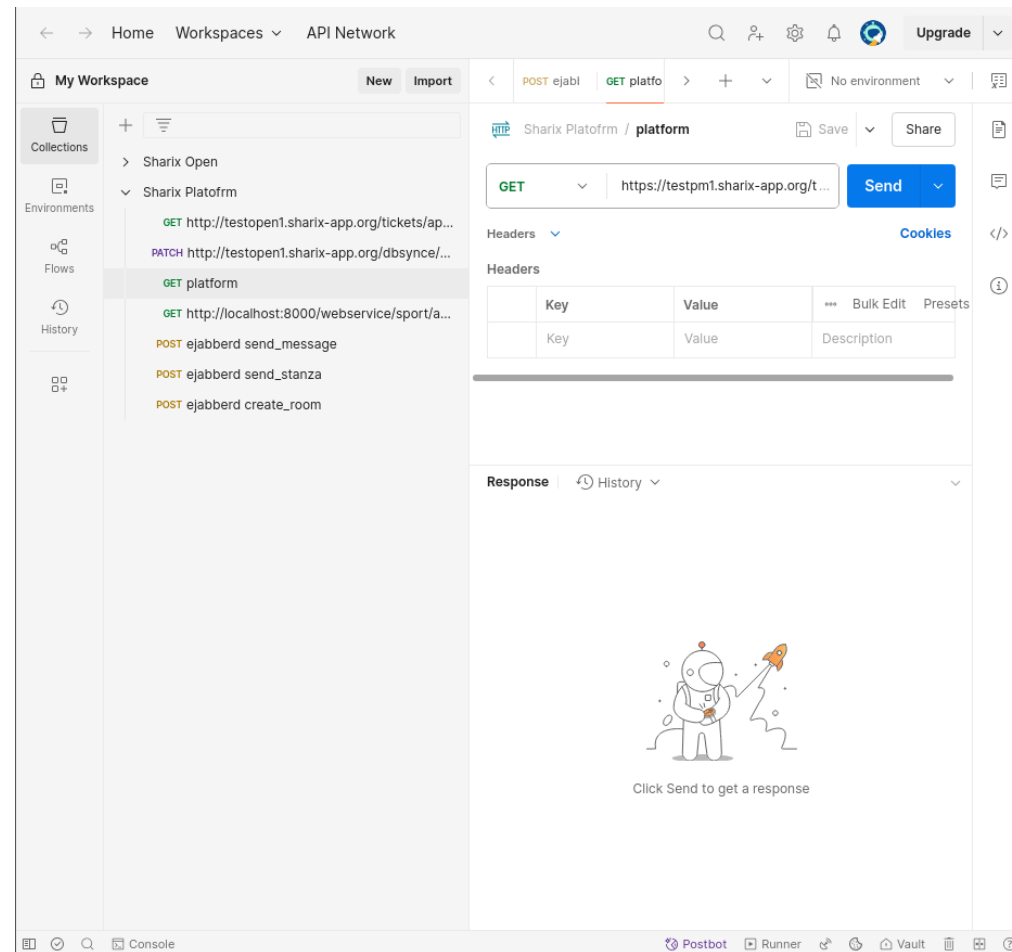 Home Workspaces API Network Upgrade
My Workspace New Import POST ejabl GET platfo No environment
Collections
Environments
Flows
History
Sharix Open
Sharix Platofrm
GET http://testopen1.sharix-app.org/tickets/ap...
PATCH http://testopen1.sharix-app.org/dbsynce/...
GET platform
GET http://localhost:8000/webservice/sport/a...
POST ejabberd send_message
POST ejabberd send_stanza
POST ejabberd create_room
HTTP Sharix Platofrm / platform Save Share
GET https://testpm1.sharix-app.org/t... Send
Headers Cookies
Headers
Key Value Bulk Edit Presets
Key Value Description
Response History
Click Send to get a response
Console Postbot Runner Vault